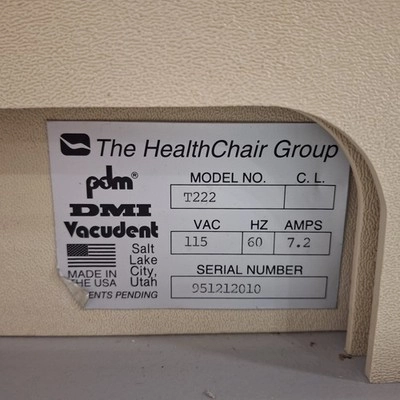 The HealthChair Group
pdm®
DMI
Vacudent
MADE IN
THE USA
Salt
Lake
City,
Utah
TENTS PENDING
MODEL NO. C. L.
T222
VAC HZ AMPS
115 60 7.2
SERIAL NUMBER
951212010